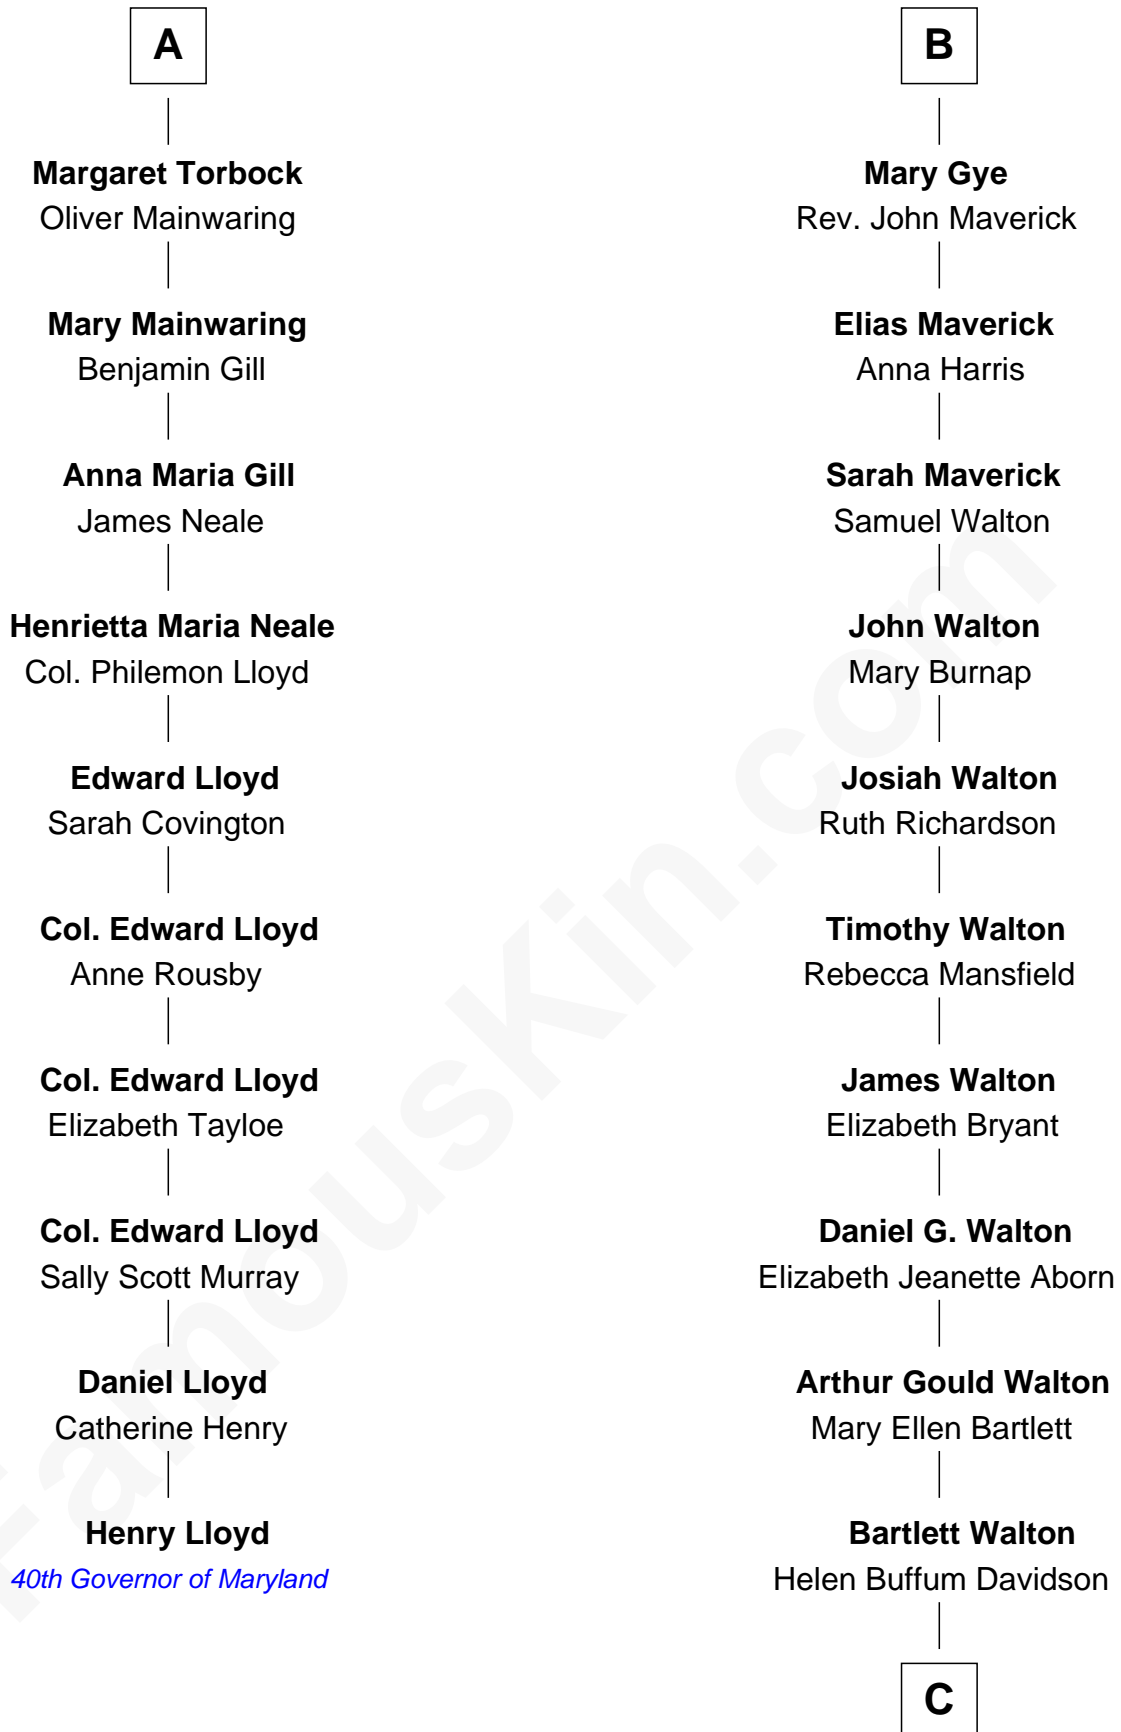 A
Margaret Torbock
Oliver Mainwaring
Mary Mainwaring
Benjamin Gill
Anna Maria Gill
James Neale
Henrietta Maria Neale
Col. Philemon Lloyd
Edward Lloyd
Sarah Covington
Col. Edward Lloyd
Anne Rousby
Col. Edward Lloyd
Elizabeth Tayloe
Col. Edward Lloyd
Sally Scott Murray
Daniel Lloyd
Catherine Henry
Henry Lloyd
40th Governor of Maryland
B
Mary Gye
Rev. John Maverick
Elias Maverick
Anna Harris
Sarah Maverick
Samuel Walton
John Walton
Mary Burnap
Josiah Walton
Ruth Richardson
Timothy Walton
Rebecca Mansfield
James Walton
Elizabeth Bryant
Daniel G. Walton
Elizabeth Jeanette Aborn
Arthur Gould Walton
Mary Ellen Bartlett
Bartlett Walton
Helen Buffum Davidson
C
FamousKin.com